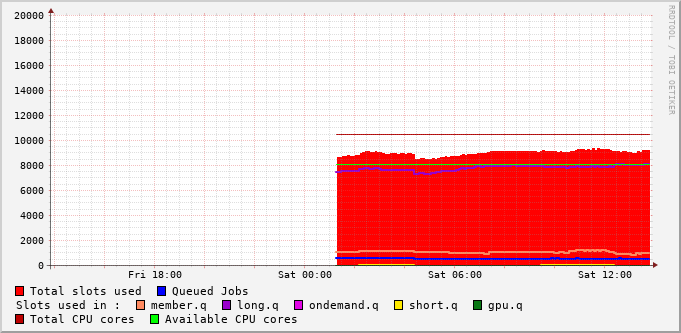 20000
18000
16000
14000
12000
10000
8000
6000
4000
2000
0
Fri 18:00 Sat 00:00 Sat 06:00 Sat 12:00
Total slots used Queued Jobs
Slots used in : member.q long.q ondemand.q short.q gpu.q
Total CPU cores Available CPU cores
RRDTOOL / TOBI OETIKER